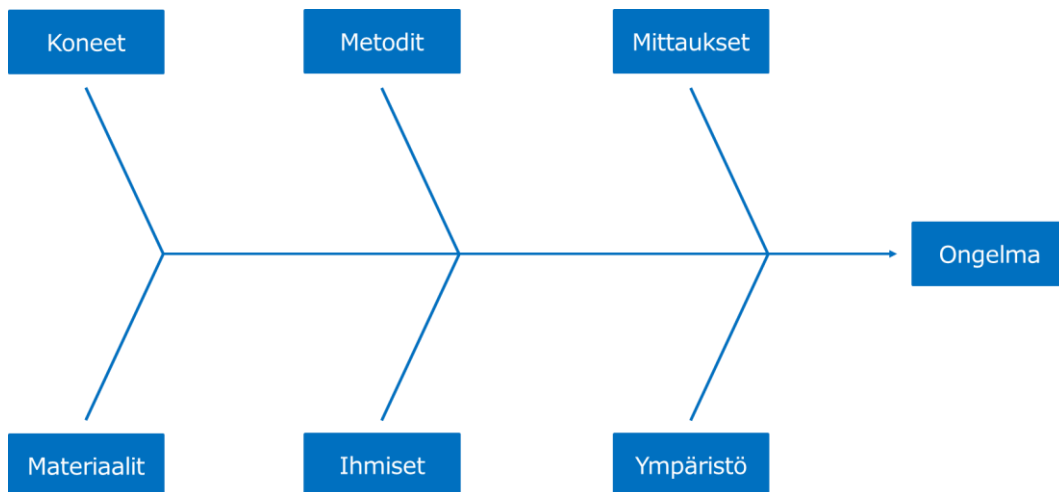 Koneet
Metodit
Mittaukset
Ongelma
Materiaalit
Ihmiset
Ympäristö